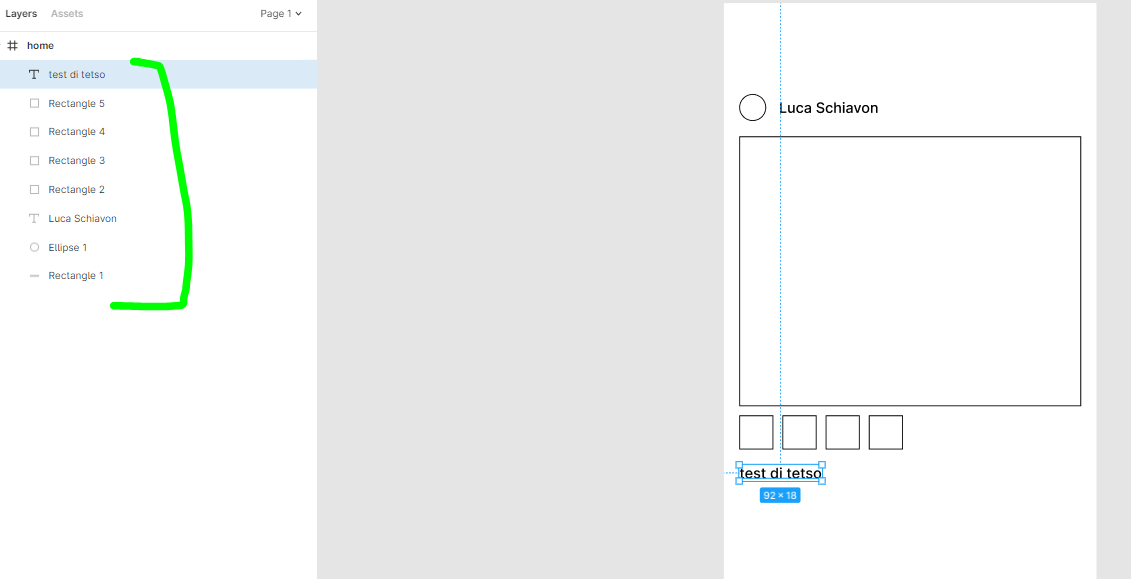 Layers Assets Page 1
home
test di tetso
Rectangle 5
Rectangle 4
Rectangle 3
Rectangle 2
Luca Schiavon
Ellipse 1
Rectangle 1
Luca Schiavon
test di tetso
92 × 18